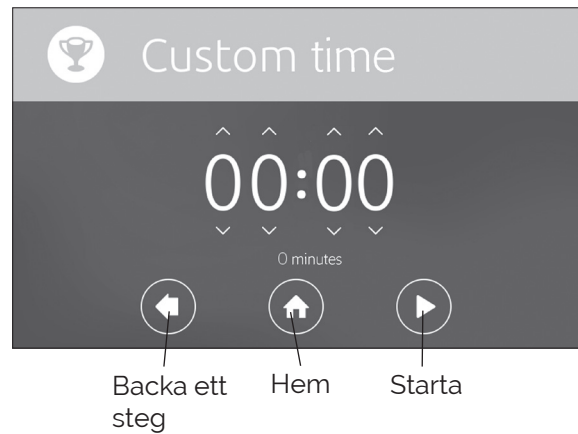 Custom time
00:00
0 minutes
Backa ett
steg
Hem
Starta